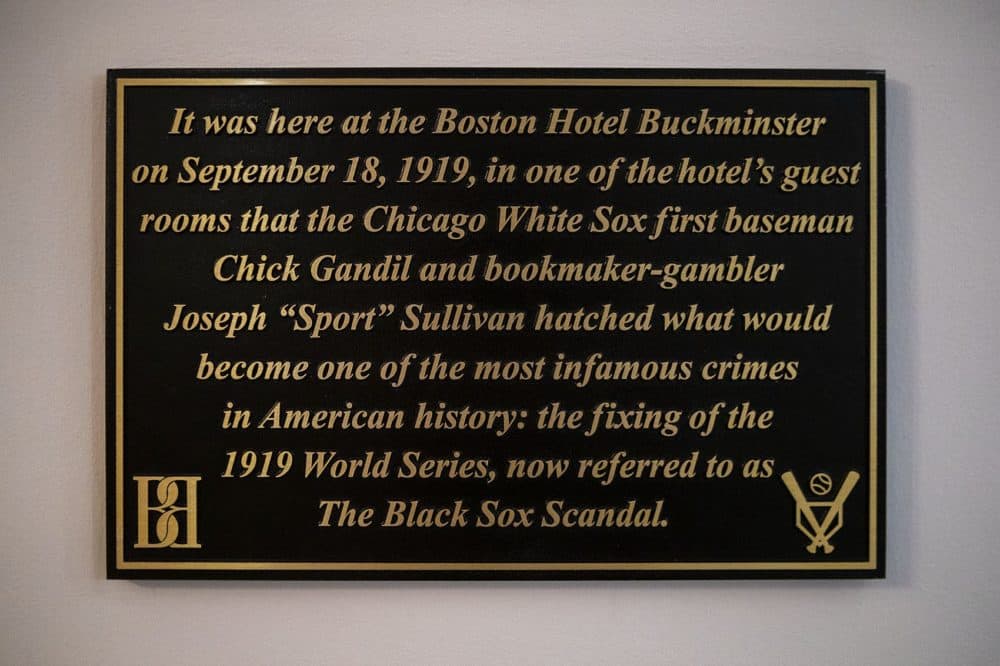 It was here at the Boston Hotel Buckminster
on September 18, 1919, in one of the hotel's guest
rooms that the Chicago White Sox first baseman
Chick Gandil and bookmaker-gambler
Joseph “Sport” Sullivan hatched what would
become one of the most infamous crimes
in American history: the fixing of the
1919 World Series, now referred to as
The Black Sox Scandal.